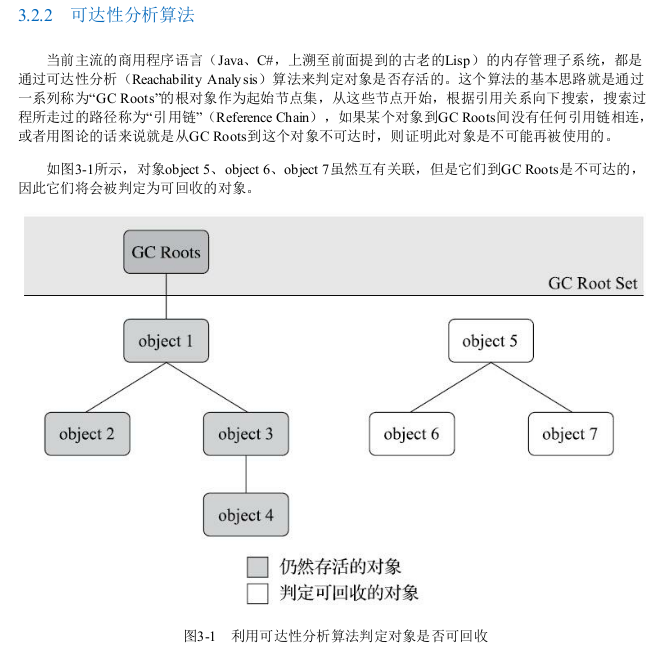 3.2.2 可达性分析算法
当前主流的商用程序语言（Java、C#，上溯至前面提到的古老的Lisp）的内存管理子系统，都是
通过可达性分析（Reachability Analysis）算法来判定对象是否存活的。这个算法的基本思路就是通过
一系列称为“GC Roots”的根对象作为起始节点集，从这些节点开始，根据引用关系向下搜索，搜索过
程所走过的路径称为“引用链”（Reference Chain），如果某个对象到GC Roots间没有任何引用链相连，
或者用图论的话来说就是从GC Roots到这个对象不可达时，则证明此对象是不可能再被使用的。
如图3-1所示，对象object 5、object 6、object 7虽然互有关联，但是它们到GC Roots是不可达的，
因此它们将会被判定为可回收的对象。
GC Roots
GC Root Set
object 1
object 5
object 2
object 3
object 6
object 7
object 4
仍然存活的对象
判定可回收的对象
图3-1 利用可达性分析算法判定对象是否可回收